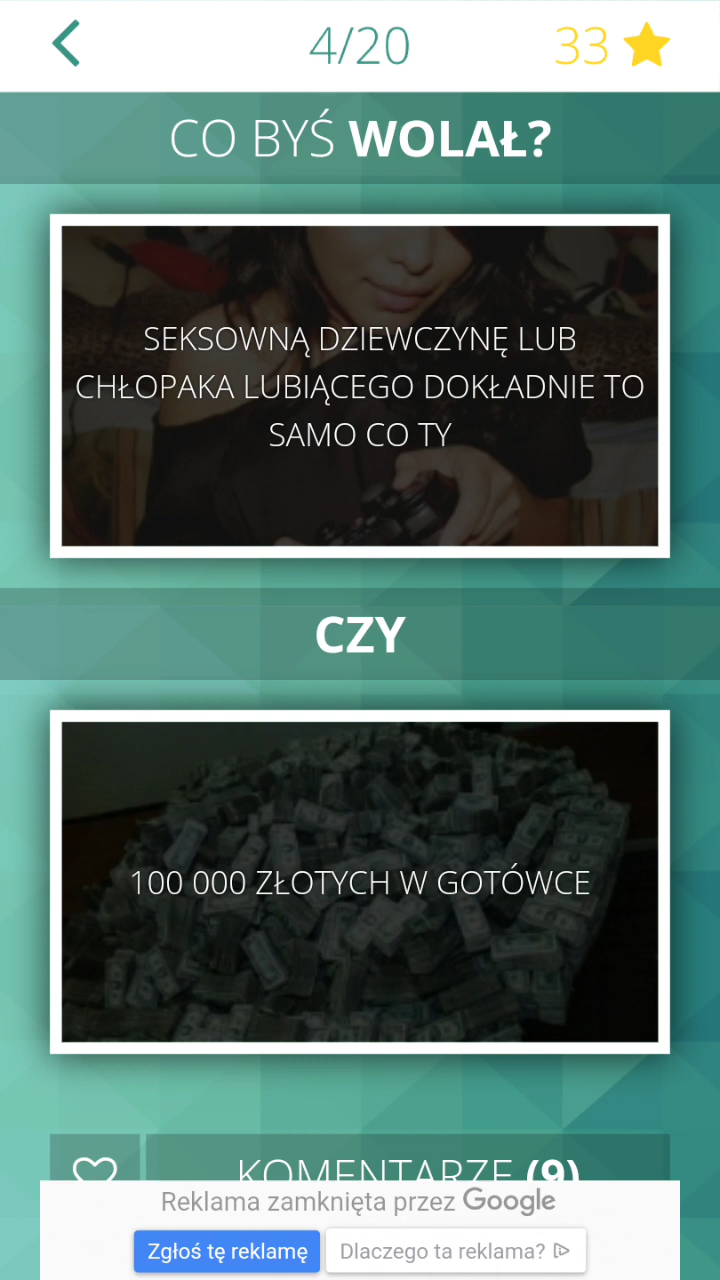 4/20
33
CO BYŚ WOLAŁ?
SEKSOWNĄ DZIEWCZYNĘ LUB
CHŁOPAKA LUBIĄCEGO DOKŁADNIE TO
SAMO CO TY
CZY
100 000 ZŁOTYCH W GOTÓWCE
KOMENTARZE (9)
Reklama zamknięta przez Google
Zgłoś tę reklamę
Dlaczego ta reklama?